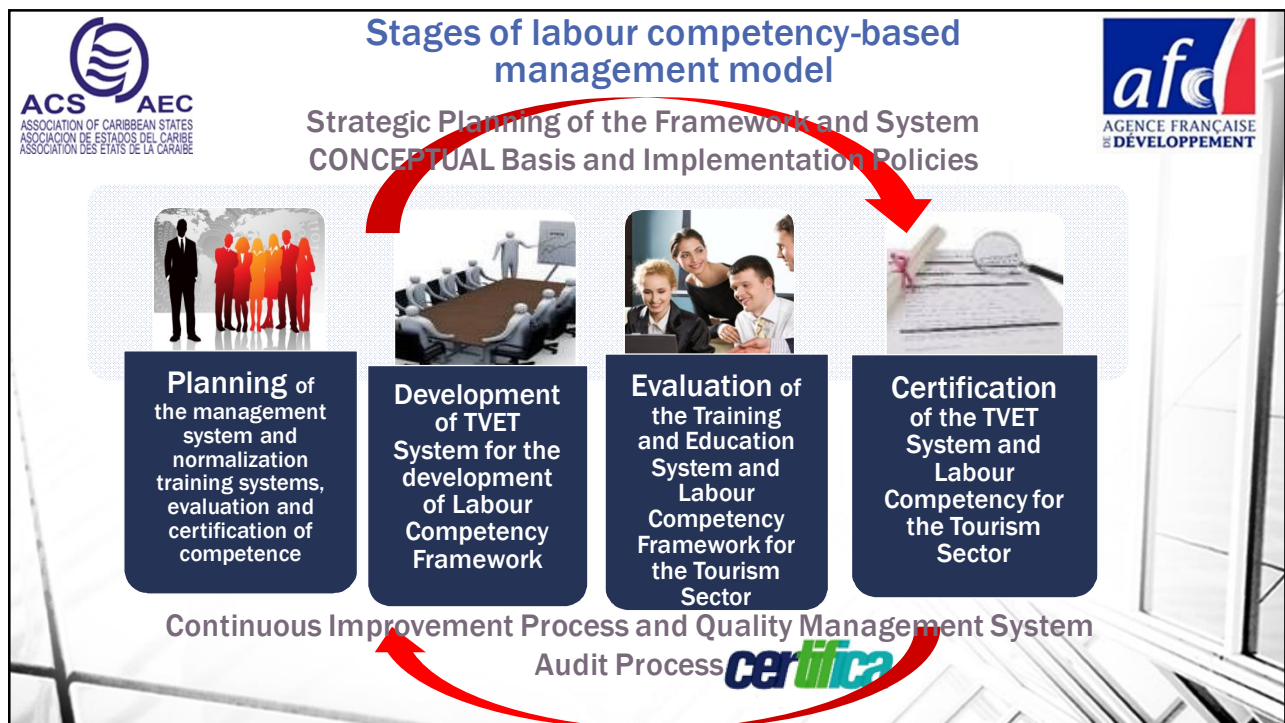 Stages of labour competency-based
management model
ACS AEC
ASSOCIATION OF CARIBBEAN STATES
ASOCIACION DE ESTADOS DEL CARIBE
ASSOCIATION DES ETATS DE LA CARAIBE
afd
AGENCE FRANÇAISE
DE DÉVELOPPEMENT
Strategic Planning of the Framework and System
CONCEPTUAL Basis and Implementation Policies
Planning of
the management
system and
normalization
training systems,
evaluation and
certification of
competence
Development
of TVET
System for the
development
of Labour
Competency
Framework
Evaluation of
the Training
and Education
System and
Labour
Competency
Framework for
the Tourism
Sector
Certification
of the TVET
System and
Labour
Competency for
the Tourism
Sector
Continuous Improvement Process and Quality Management System
Audit Process certifica